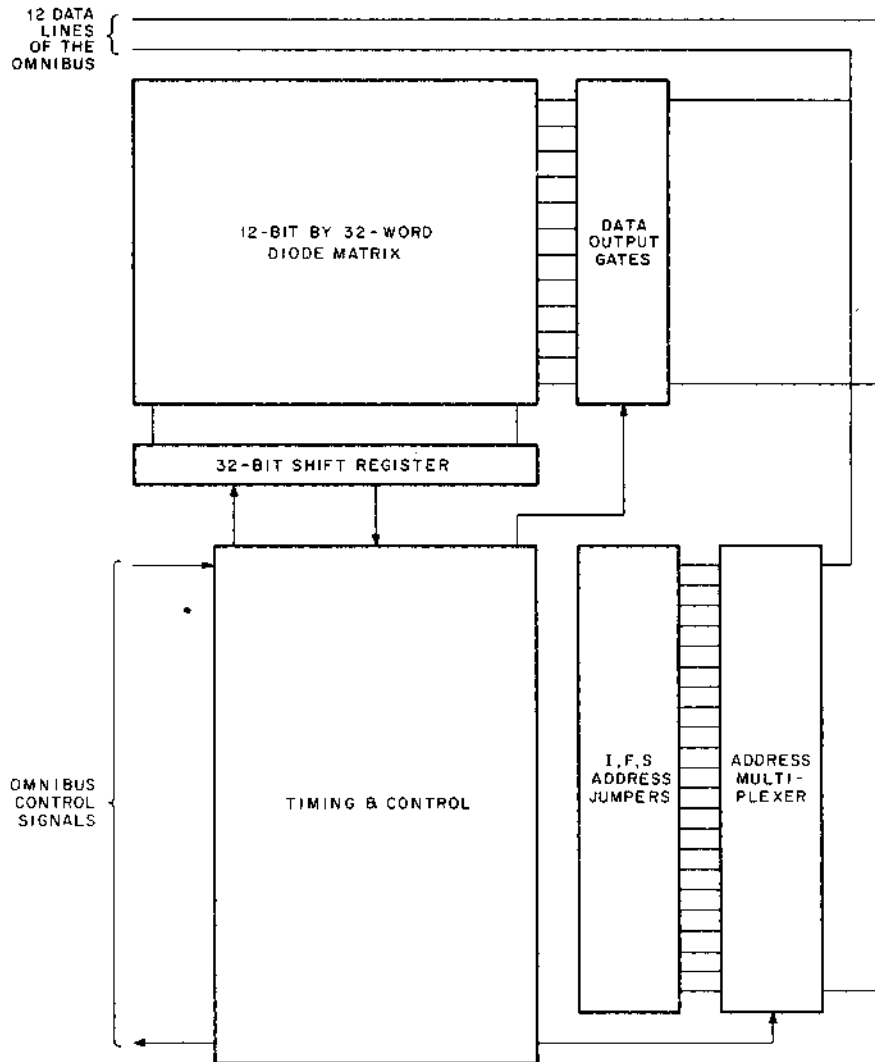 12 DATA
LINES
OF THE
OMNIBUS
12-BIT BY 32-WORD
DIODE MATRIX
DATA
OUTPUT
GATES
32-BIT SHIFT REGISTER
OMNIBUS
CONTROL
SIGNALS
TIMING & CONTROL
I,F,S
ADDRESS
JUMPERS
ADDRESS
MULTI-
PLEXER